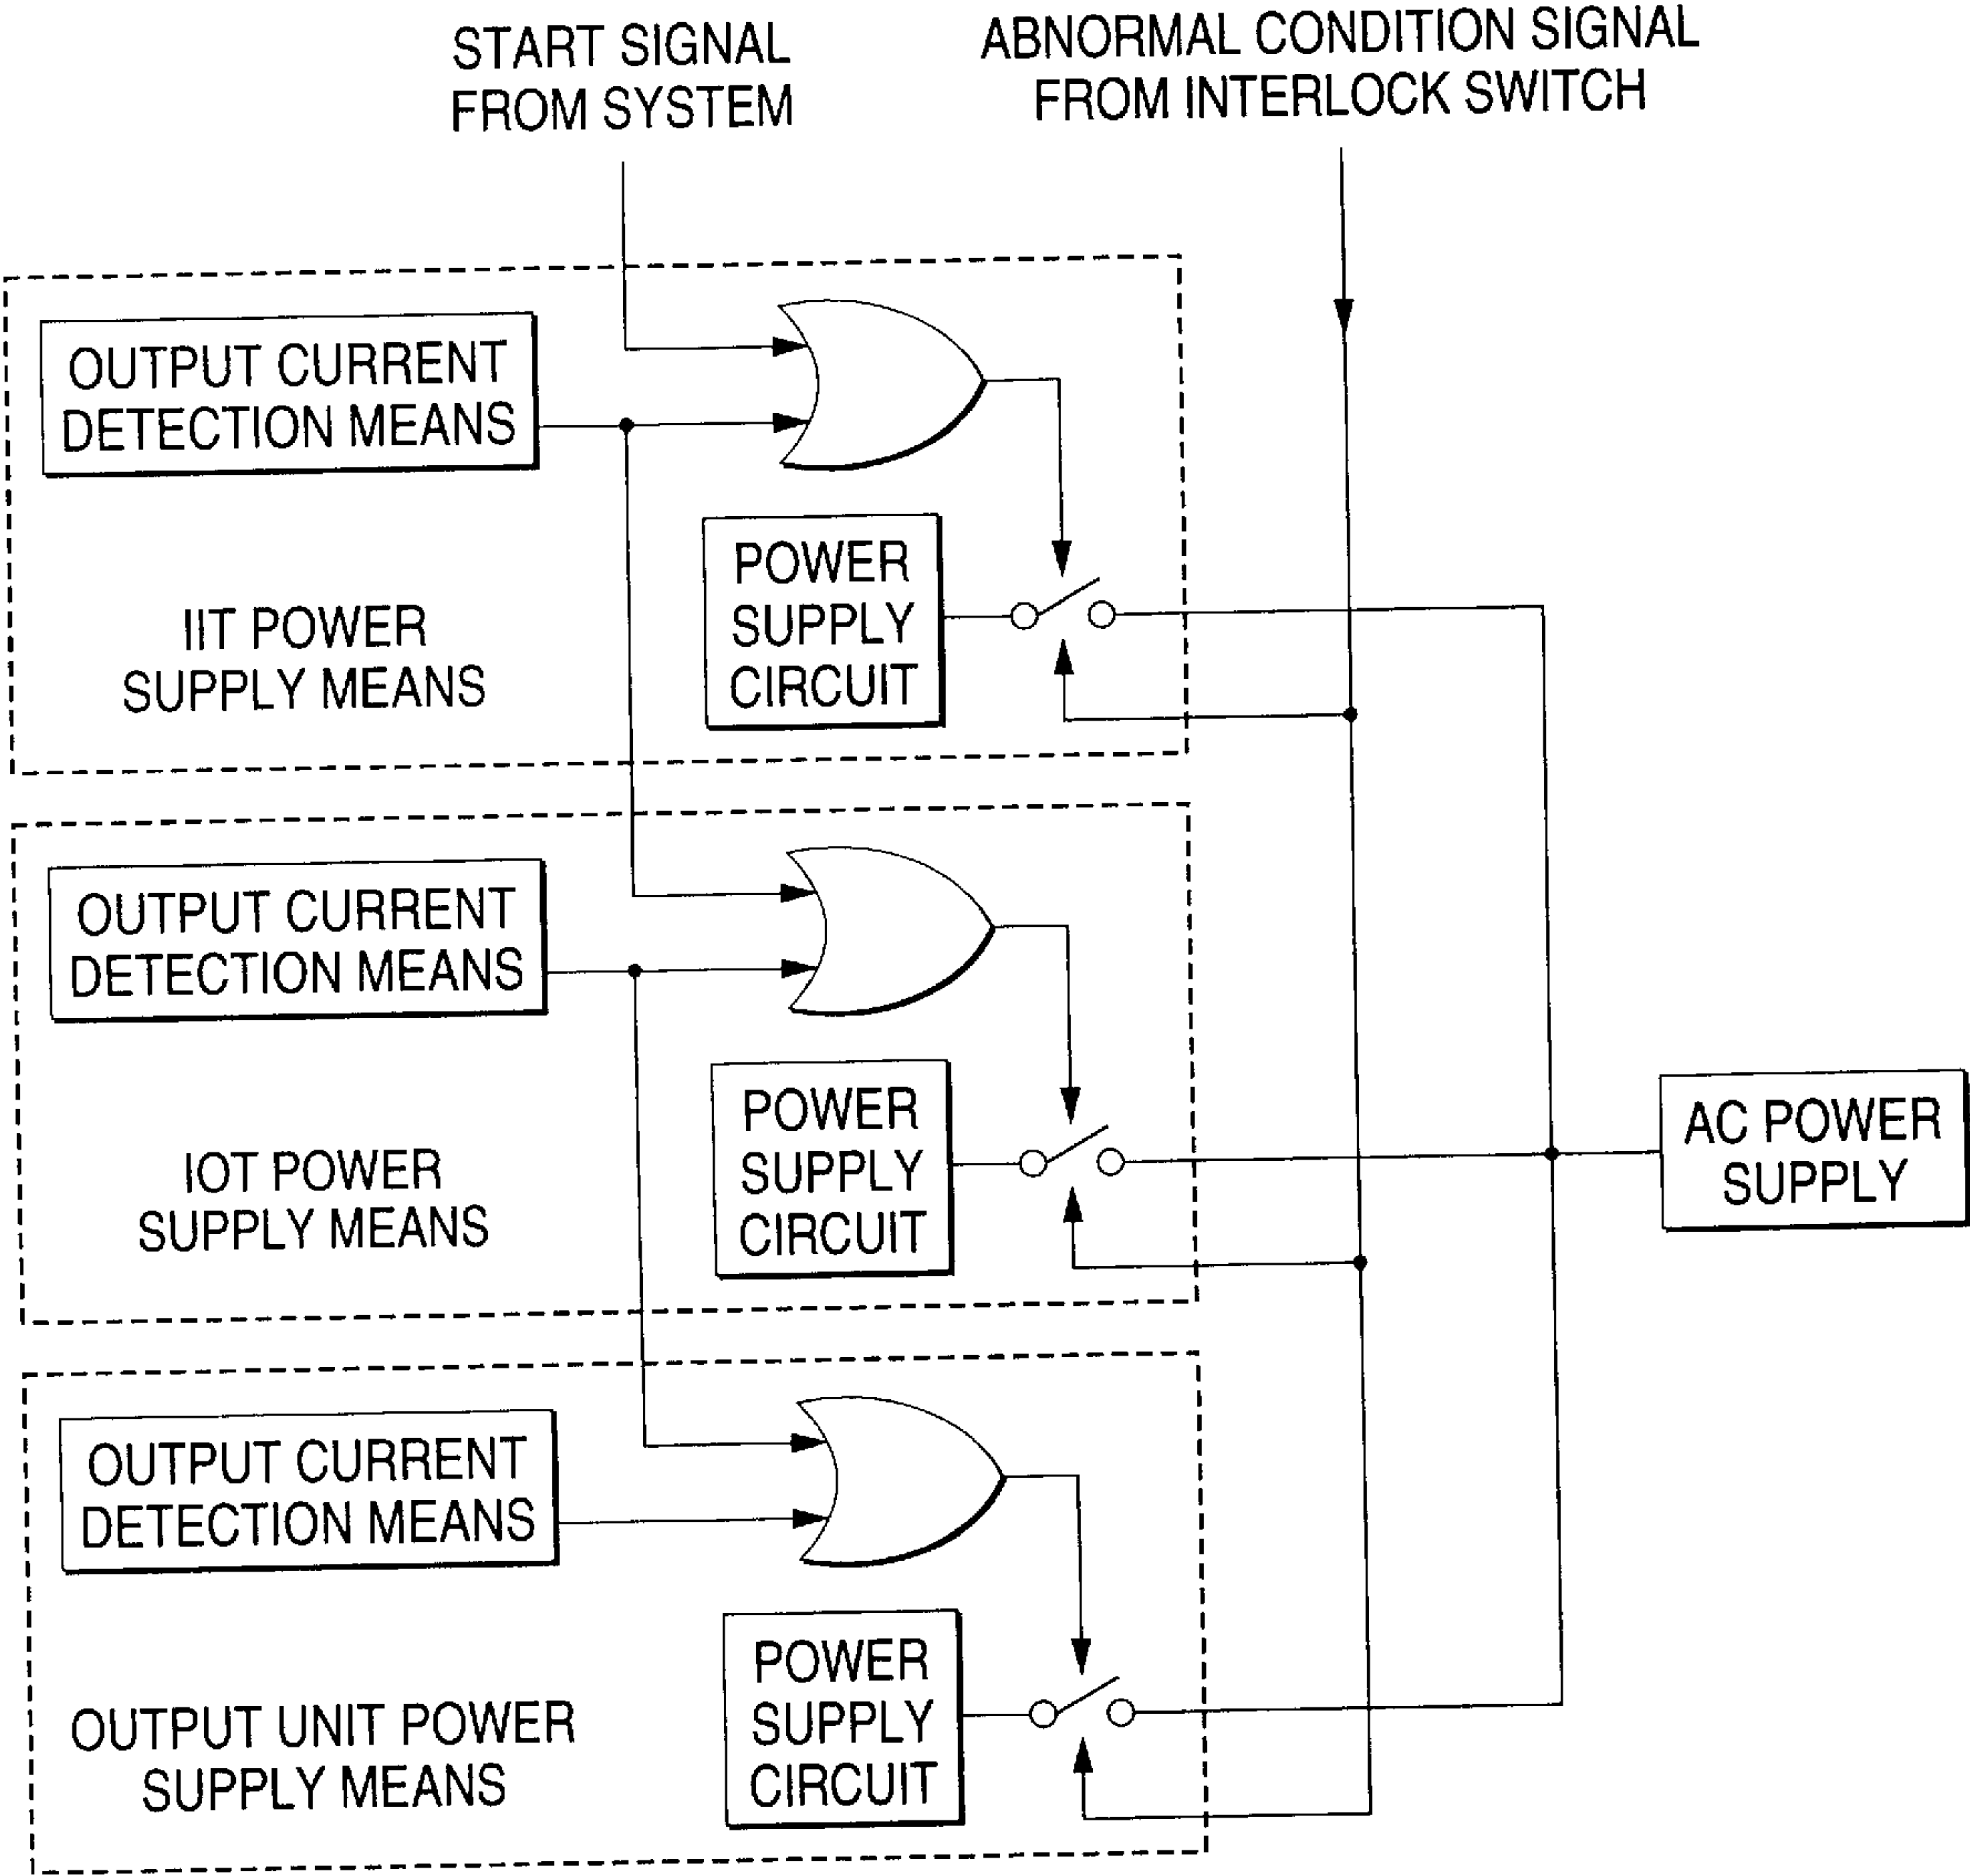 START SIGNAL
FROM SYSTEM
ABNORMAL CONDITION SIGNAL
FROM INTERLOCK SWITCH
OUTPUT CURRENT
DETECTION MEANS
POWER
SUPPLY
CIRCUIT
IIT POWER
SUPPLY MEANS
OUTPUT CURRENT
DETECTION MEANS
POWER
SUPPLY
CIRCUIT
IOT POWER
SUPPLY MEANS
AC POWER
SUPPLY
OUTPUT CURRENT
DETECTION MEANS
POWER
SUPPLY
CIRCUIT
OUTPUT UNIT POWER
SUPPLY MEANS